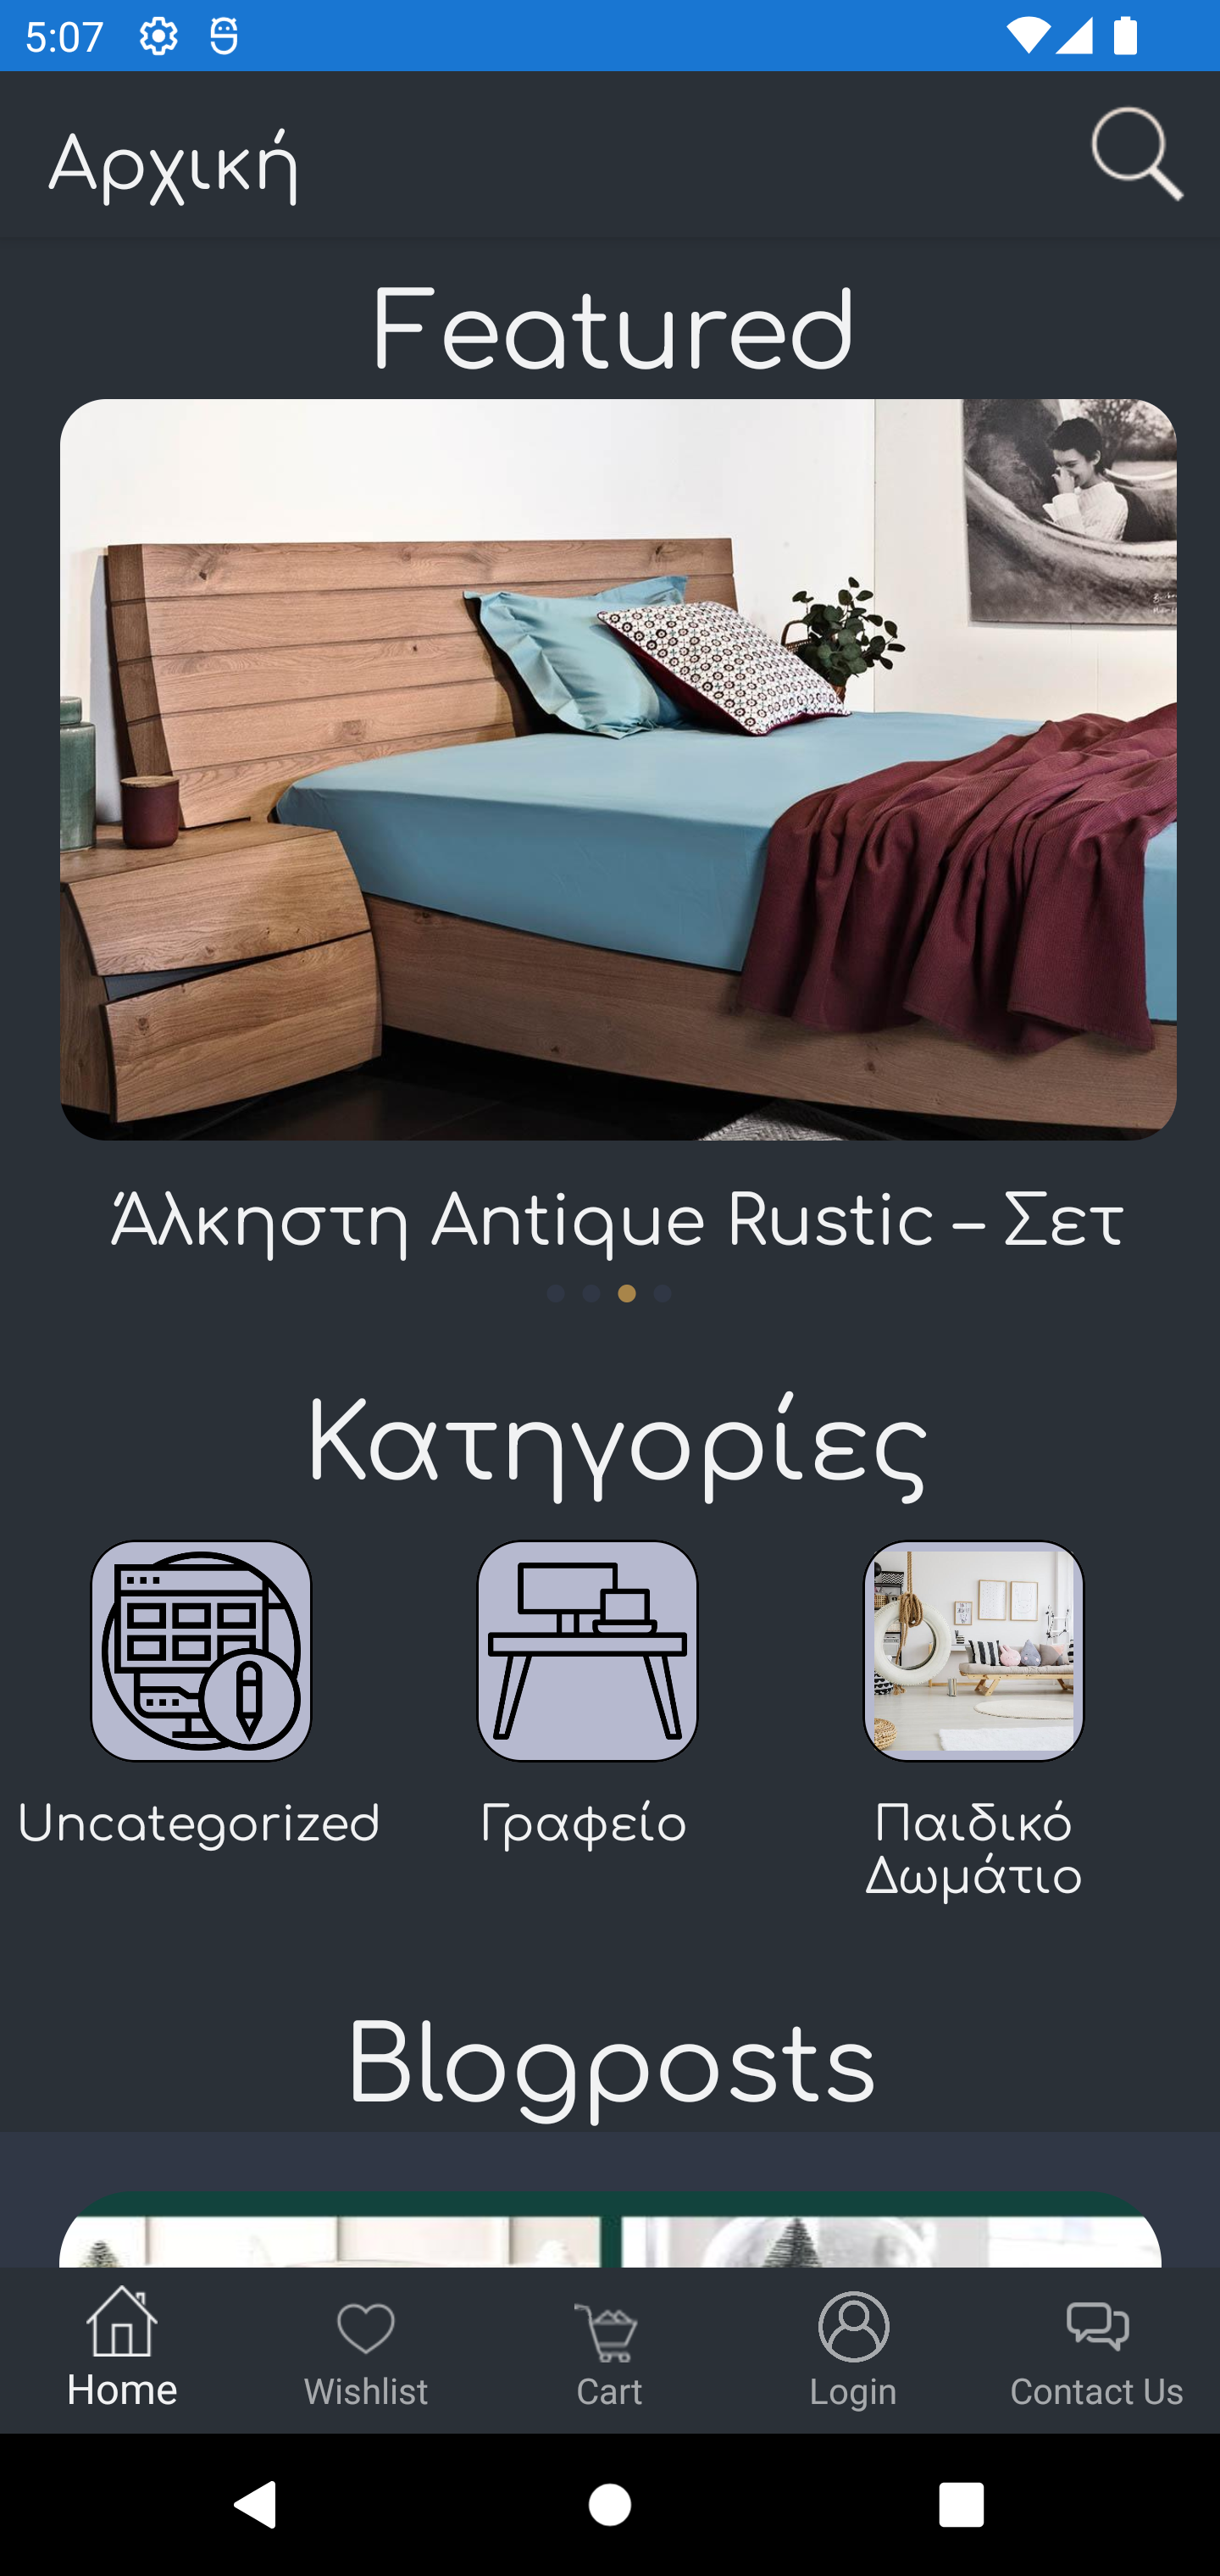 5:07
Αρχική
Featured
Άλκηστη Antique Rustic – Σετ
Κατηγορίες
Uncategorized
Γραφείο
Παιδικό
Δωμάτιο
Blogposts
Home
Wishlist
Cart
Login
Contact Us